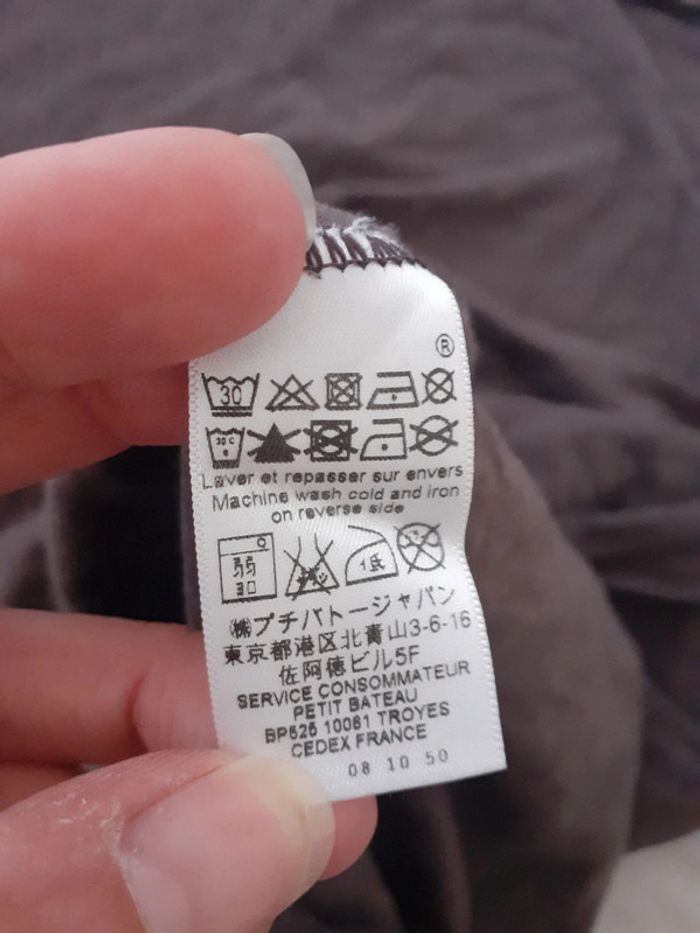 ®
30
30 C
Laver et repasser sur envers
Machine wash cold and iron
on reverse side
弱
30
低
㈱プチバトージャパン
東京都港区北青山3-6-16
佐阿徳ビル5F
SERVICE CONSOMMATEUR
PETIT BATEAU
BP525 10081 TROYES
CEDEX FRANCE
08 10 50